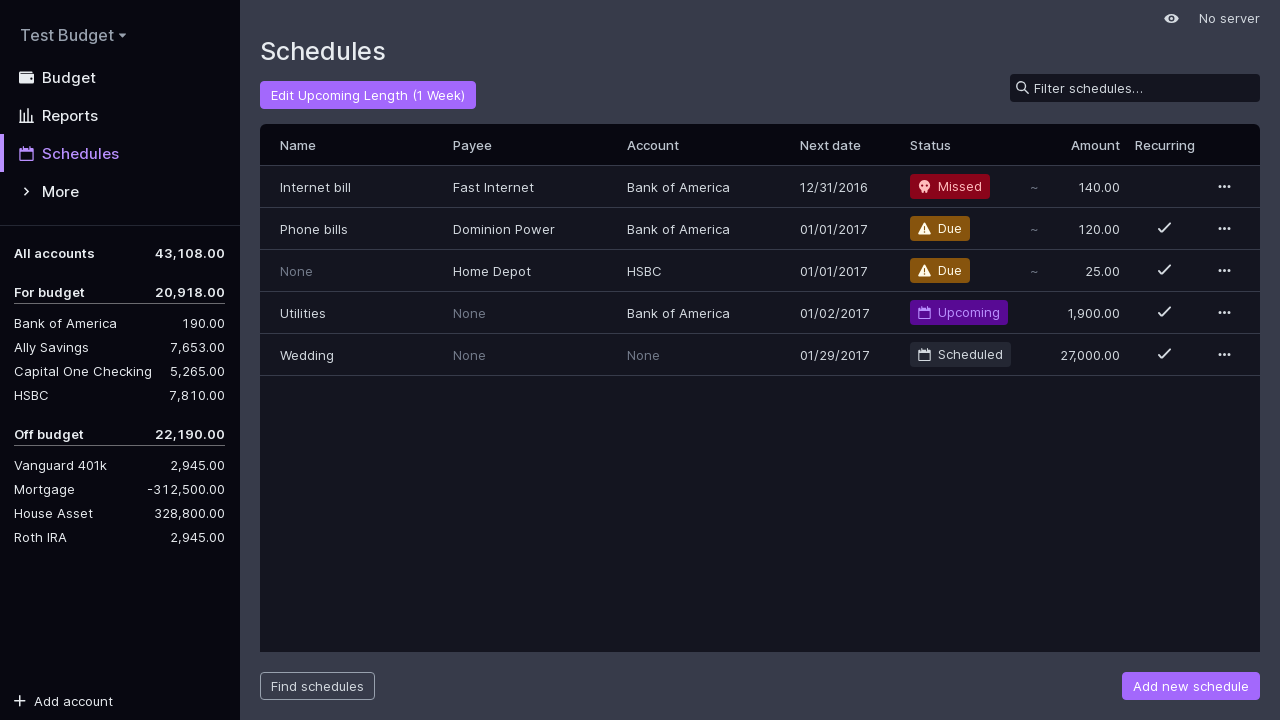 Test Budget
Budget
Reports
Schedules
More
All accounts 43,108.00
For budget 20,918.00
Bank of America 190.00
Ally Savings 7,653.00
Capital One Checking 5,265.00
HSBC 7,810.00
Off budget 22,190.00
Vanguard 401k 2,945.00
Mortgage -312,500.00
House Asset 328,800.00
Roth IRA 2,945.00
Add account
No server
Schedules
Edit Upcoming Length (1 Week)
Filter schedules…
Name Payee Account Next date Status Amount Recurring
Internet bill Fast Internet Bank of America 12/31/2016 Missed ~ 140.00
Phone bills Dominion Power Bank of America 01/01/2017 Due ~ 120.00
None Home Depot HSBC 01/01/2017 Due ~ 25.00
Utilities None Bank of America 01/02/2017 Upcoming 1,900.00
Wedding None None 01/29/2017 Scheduled 27,000.00
Find schedules
Add new schedule